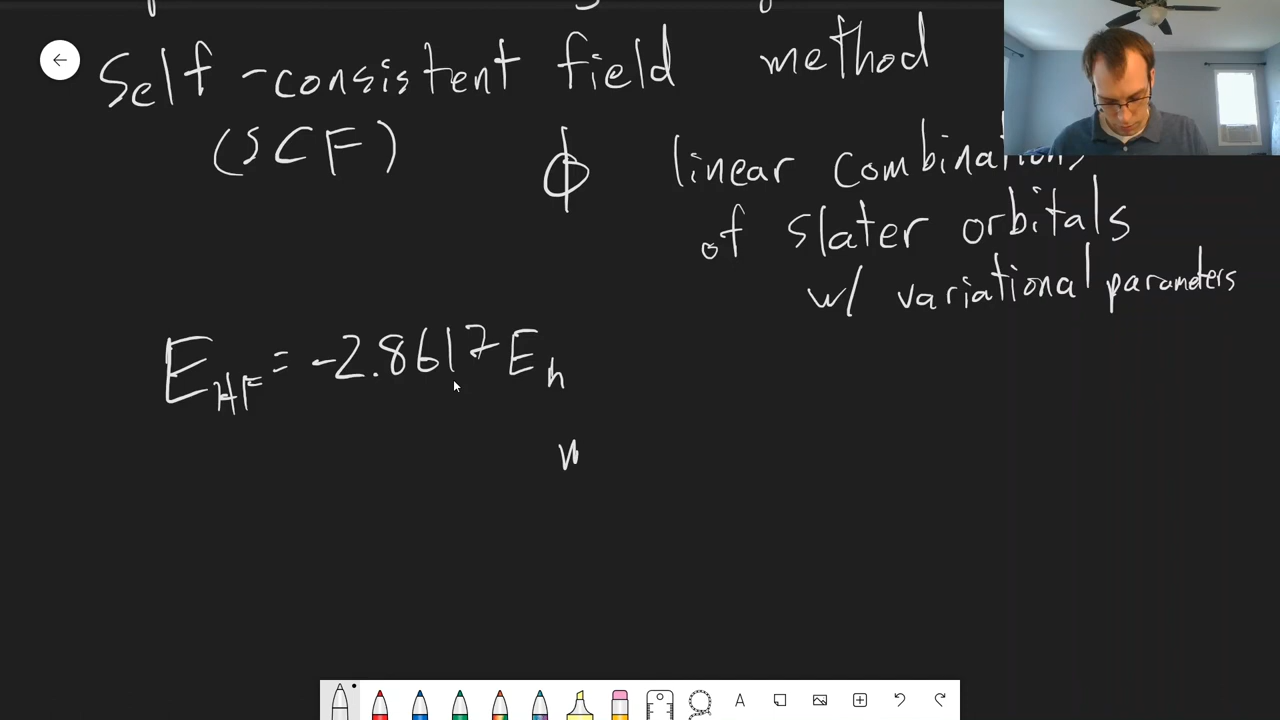 Self-consistent field method
(SCF)
ϕ linear combinations
of slater orbitals
w/ variational parameters
E_HF = -2.8617 E_h
w
A